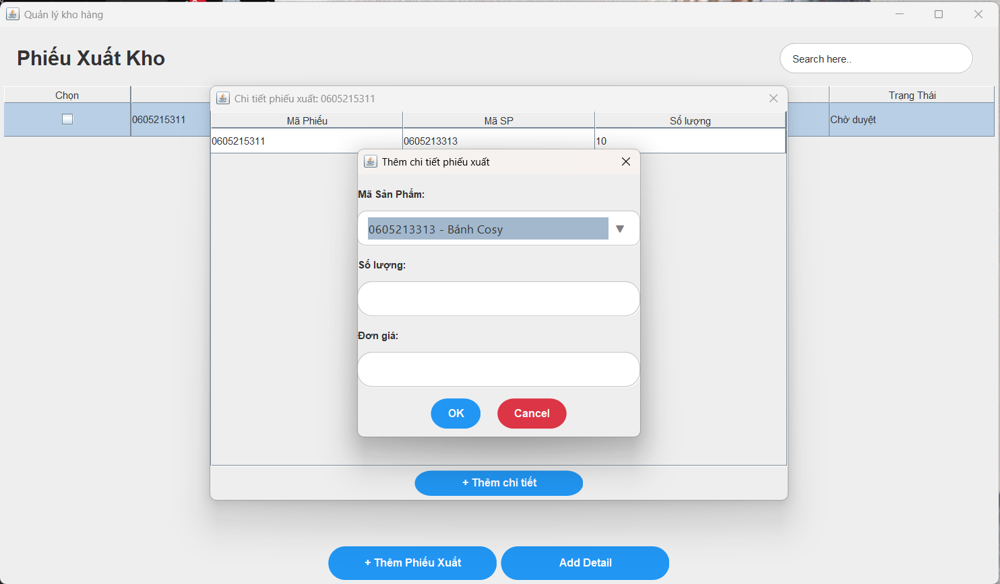 Quản lý kho hàng
Phiếu Xuất Kho
Search here..
Chọn
Trạng Thái
0605215311
Chờ duyệt
Chi tiết phiếu xuất: 0605215311
Mã Phiếu
Mã SP
Số lượng
0605215311
0605213313
10
Thêm chi tiết phiếu xuất
Mã Sản Phẩm:
0605213313 - Bánh Cosy
Số lượng:
Đơn giá:
OK
Cancel
+ Thêm chi tiết
+ Thêm Phiếu Xuất
Add Detail